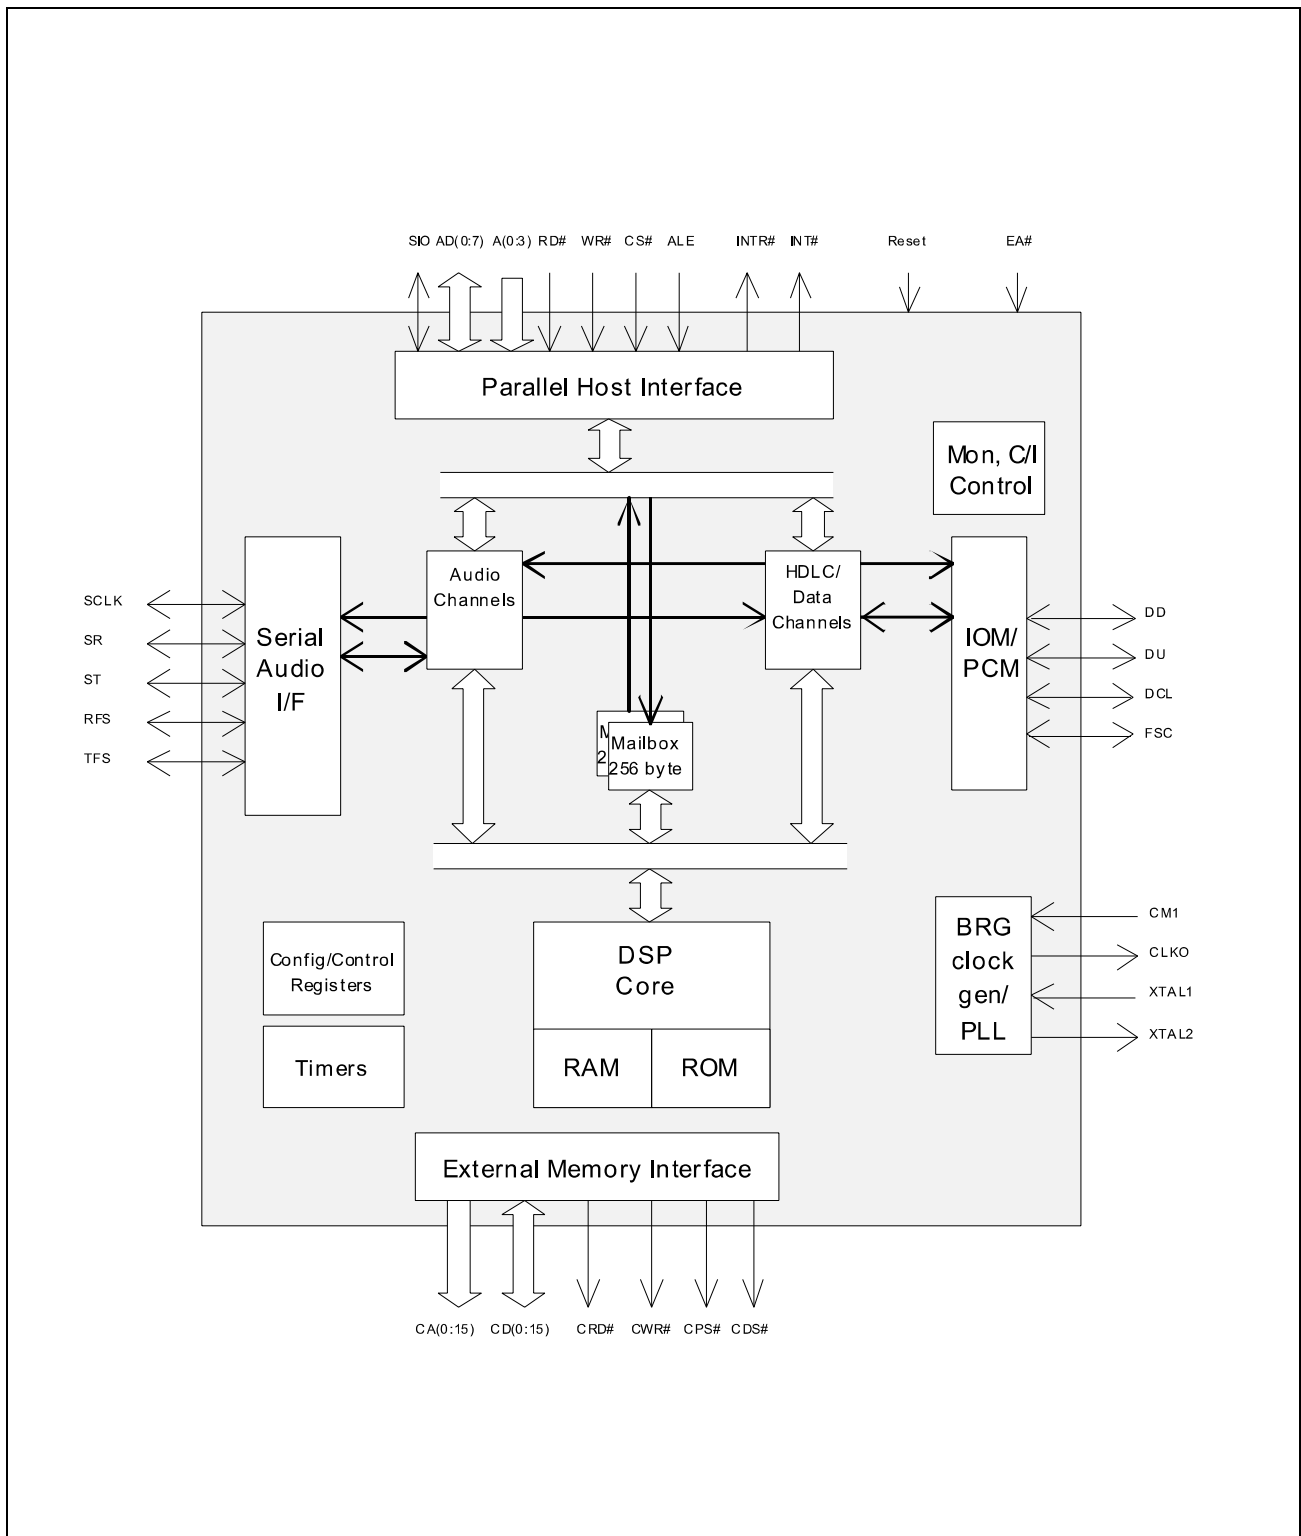 SIO AD(0:7) A(0:3) RD# WR# CS# ALE INTR# INT# Reset EA#
Parallel Host Interface
Mon, C/I
Control
Audio
Channels
HDLC/
Data
Channels
SCLK
SR
ST
RFS
TFS
Serial
Audio
I/F
IOM/
PCM
DD
DU
DCL
FSC
M
2
Mailbox
256 byte
Config/Control
Registers
Timers
DSP
Core
RAM
ROM
BRG
clock
gen/
PLL
CM1
CLKO
XTAL1
XTAL2
External Memory Interface
CA(0:15) CD(0:15) CRD# CWR# CPS# CDS#